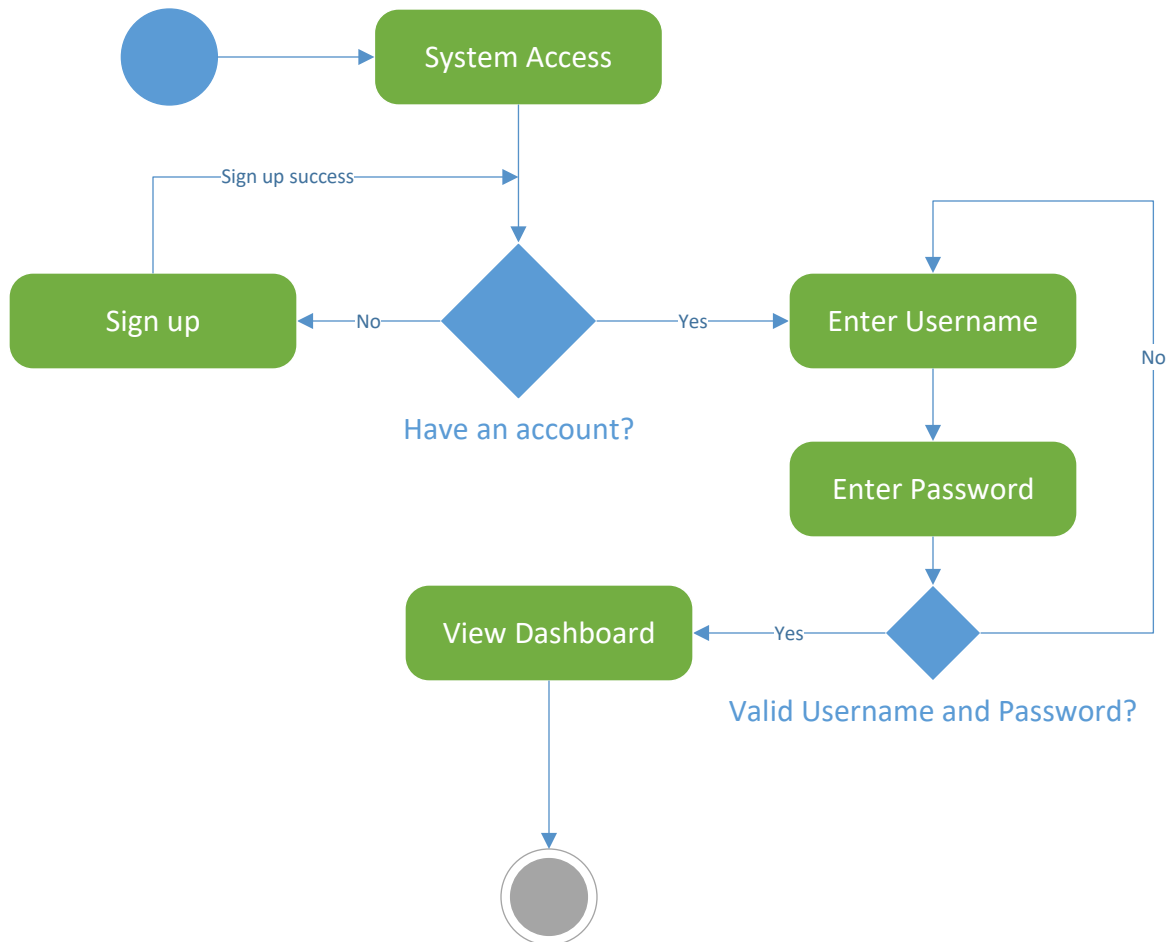 System Access
Sign up success
Sign up
No
Yes
Enter Username
No
Have an account?
Enter Password
View Dashboard
Yes
Valid Username and Password?